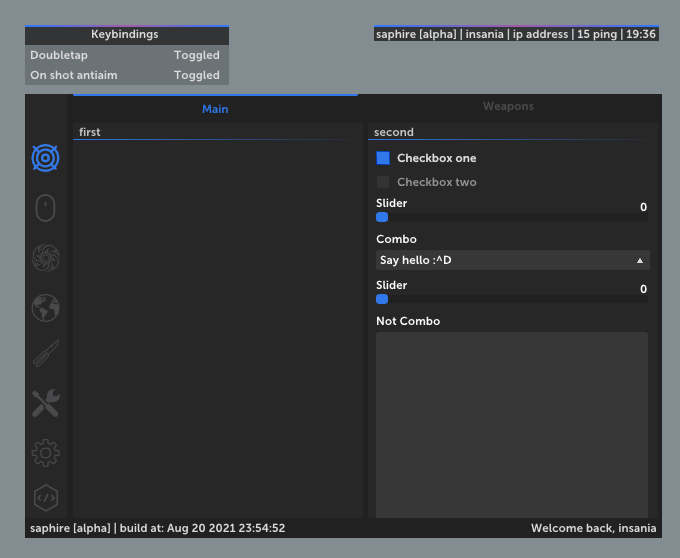 Keybindings
Doubletap Toggled
On shot antiaim Toggled
saphire [alpha] | insania | ip address | 15 ping | 19:36
Main
Weapons
first
second
Checkbox one
Checkbox two
Slider 0
Combo
Say hello :^D
Slider 0
Not Combo
saphire [alpha] | build at: Aug 20 2021 23:54:52
Welcome back, insania